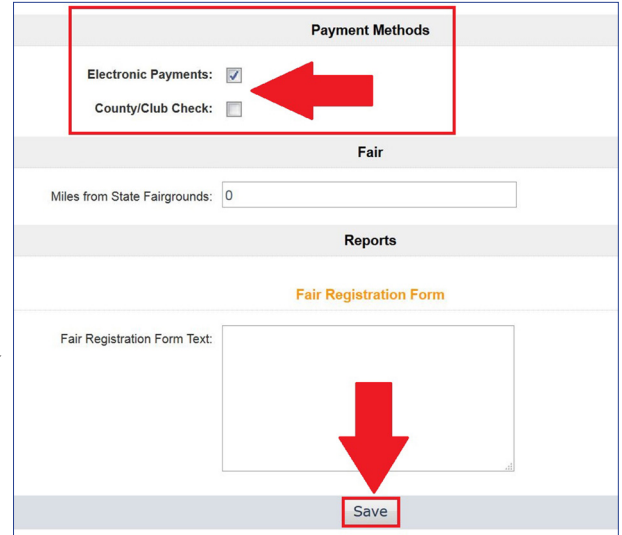 Payment Methods
Electronic Payments:
County/Club Check:
Fair
Miles from State Fairgrounds: 0
Reports
Fair Registration Form
Fair Registration Form Text:
Save